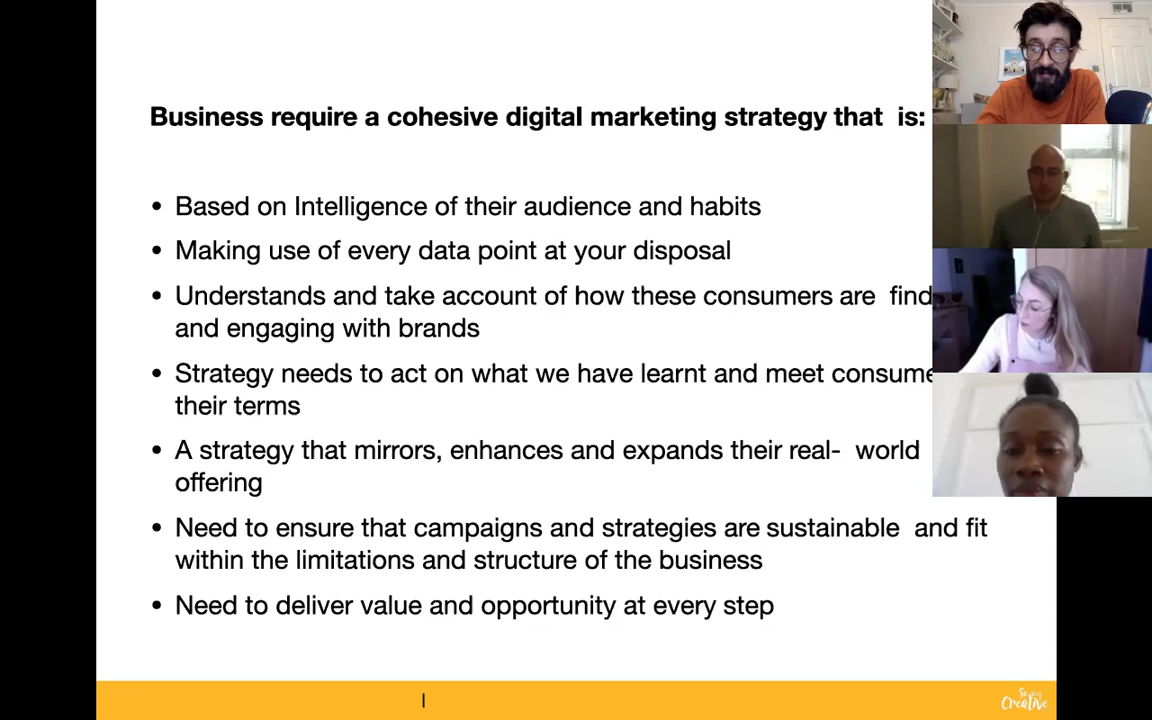 Business require a cohesive digital marketing strategy that is:
• Based on Intelligence of their audience and habits
• Making use of every data point at your disposal
• Understands and take account of how these consumers are find
and engaging with brands
• Strategy needs to act on what we have learnt and meet consume
their terms
• A strategy that mirrors, enhances and expands their real- world
offering
• Need to ensure that campaigns and strategies are sustainable and fit
within the limitations and structure of the business
• Need to deliver value and opportunity at every step
So
Creative